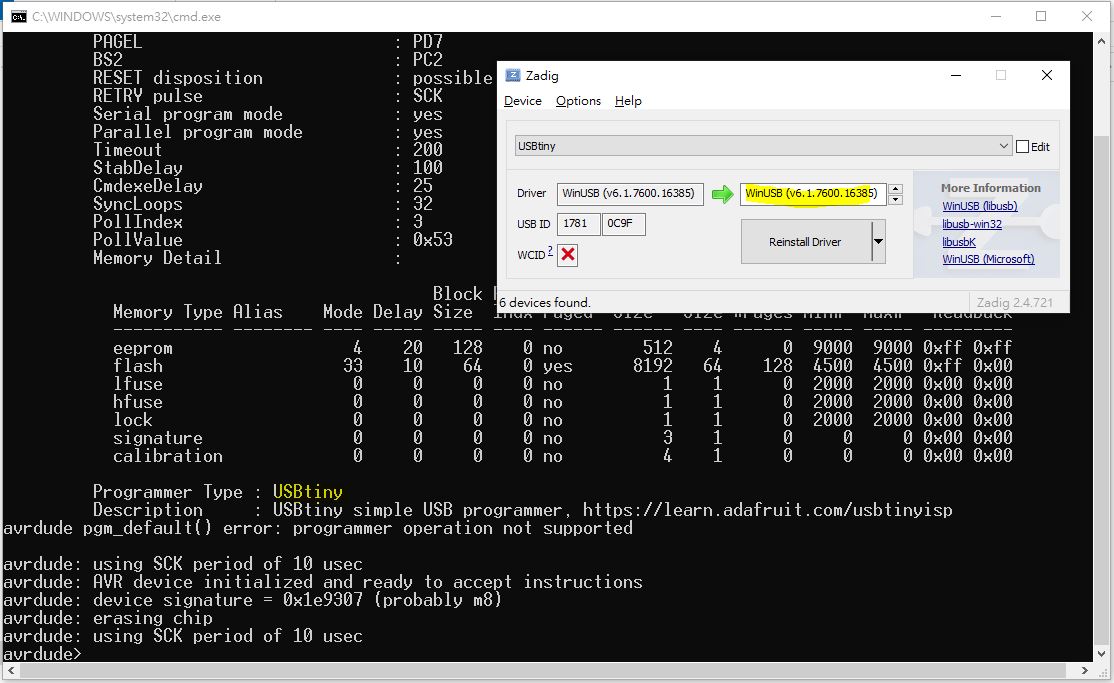 C:\WINDOWS\system32\cmd.exe
PAGEL : PD7
BS2 : PC2
RESET disposition : possible
RETRY pulse : SCK
Serial program mode : yes
Parallel program mode : yes
Timeout : 200
StabDelay : 100
CmdexeDelay : 25
SyncLoops : 32
PollIndex : 3
PollValue : 0x53
Memory Detail :
Zadig
Device Options Help
USBtiny Edit
Driver WinUSB (v6.1.7600.16385) WinUSB (v6.1.7600.16385)
USB ID 1781 0C9F
WCID ?
Reinstall Driver
More Information
WinUSB (libusb)
libusb-win32
libusbK
WinUSB (Microsoft)
6 devices found. Zadig 2.4.721
Block
Memory Type Alias Mode Delay Size
----------- -------- ---- ----- ----- ---- ------ ------ ---- ------ ----- ----- ---------
eeprom 4 20 128 0 no 512 4 0 9000 9000 0xff 0xff
flash 33 10 64 0 yes 8192 64 128 4500 4500 0xff 0x00
lfuse 0 0 0 0 no 1 1 0 2000 2000 0x00 0x00
hfuse 0 0 0 0 no 1 1 0 2000 2000 0x00 0x00
lock 0 0 0 0 no 1 1 0 2000 2000 0x00 0x00
signature 0 0 0 0 no 3 1 0 0 0 0x00 0x00
calibration 0 0 0 0 no 4 1 0 0 0 0x00 0x00
Programmer Type : USBtiny
Description : USBtiny simple USB programmer, https://learn.adafruit.com/usbtinyisp
avrdude pgm_default() error: programmer operation not supported
avrdude: using SCK period of 10 usec
avrdude: AVR device initialized and ready to accept instructions
avrdude: device signature = 0x1e9307 (probably m8)
avrdude: erasing chip
avrdude: using SCK period of 10 usec
avrdude>